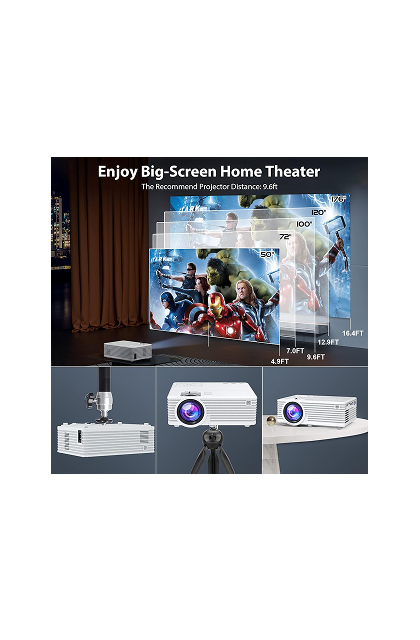 Enjoy Big-Screen Home Theater
The Recommend Projector Distance: 9.6ft
176"
120"
100"
72"
50"
16.4FT
12.9FT
9.6FT
7.0FT
4.9FT